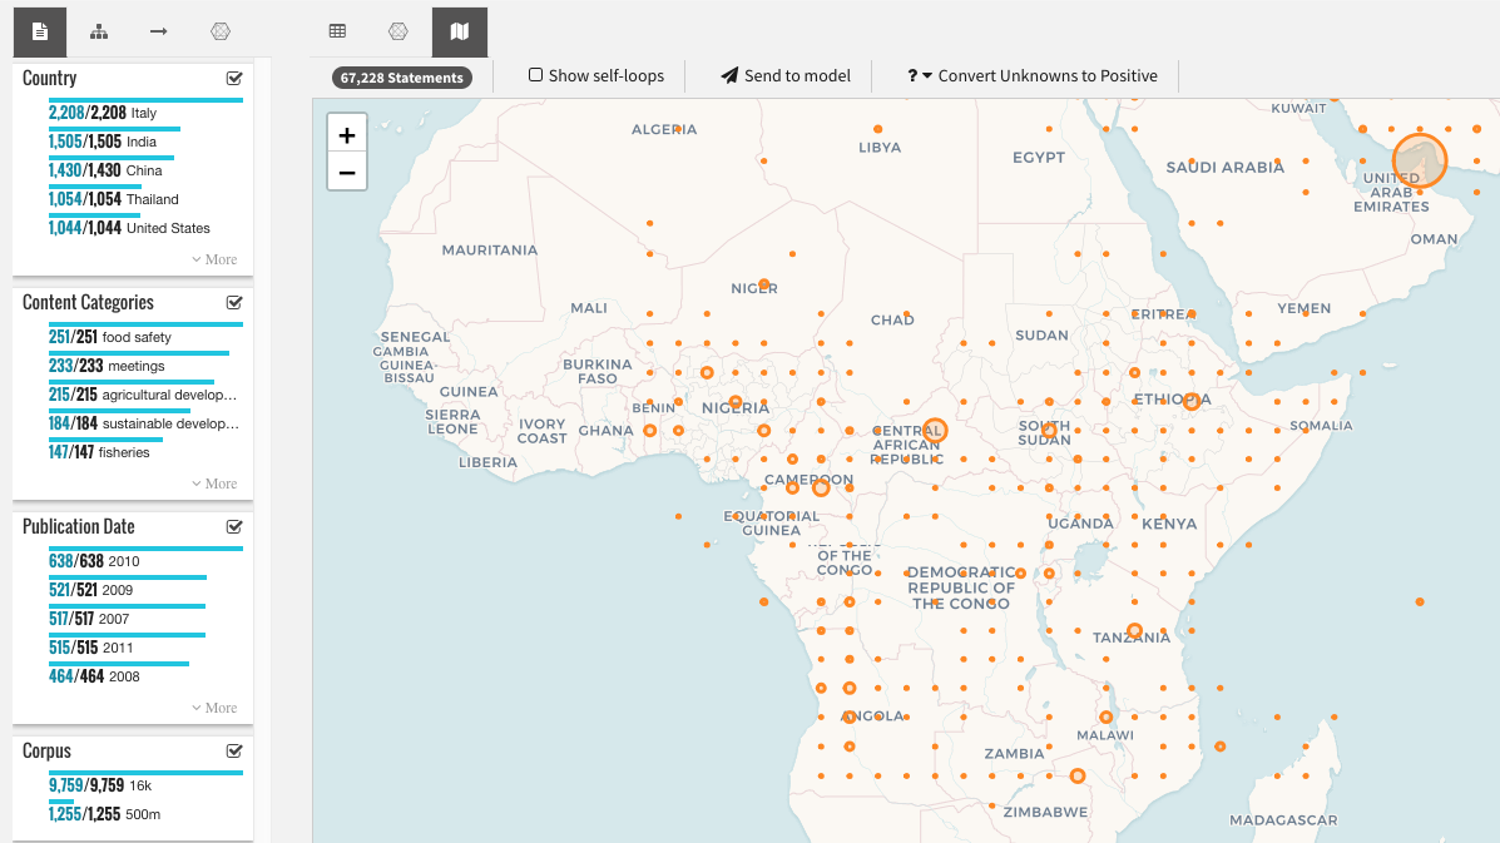 67,228 Statements
Show self-loops
Send to model
? Convert Unknowns to Positive
Country
2,208/2,208 Italy
1,505/1,505 India
1,430/1,430 China
1,054/1,054 Thailand
1,044/1,044 United States
More
Content Categories
251/251 food safety
233/233 meetings
215/215 agricultural develop...
184/184 sustainable develop...
147/147 fisheries
More
Publication Date
638/638 2010
521/521 2009
517/517 2007
515/515 2011
464/464 2008
More
Corpus
9,759/9,759 16k
1,255/1,255 500m
+
−
KUWAIT
ALGERIA
LIBYA
EGYPT
SAUDI ARABIA
UNITED
ARAB
EMIRATES
OMAN
MAURITANIA
NIGER
MALI
CHAD
SUDAN
ERITREA
YEMEN
SENEGAL
GAMBIA
GUINEA-
BISSAU
BURKINA
FASO
GUINEA
BENIN
NIGERIA
ETHIOPIA
SIERRA
LEONE
IVORY
COAST
GHANA
CENTRAL
AFRICAN
REPUBLIC
SOUTH
SUDAN
SOMALIA
LIBERIA
CAMEROON
EQUATORIAL
GUINEA
UGANDA
KENYA
REPUBLIC
OF THE
CONGO
DEMOCRATIC
REPUBLIC OF
THE CONGO
TANZANIA
ANGOLA
MALAWI
ZAMBIA
ZIMBABWE
MADAGASCAR